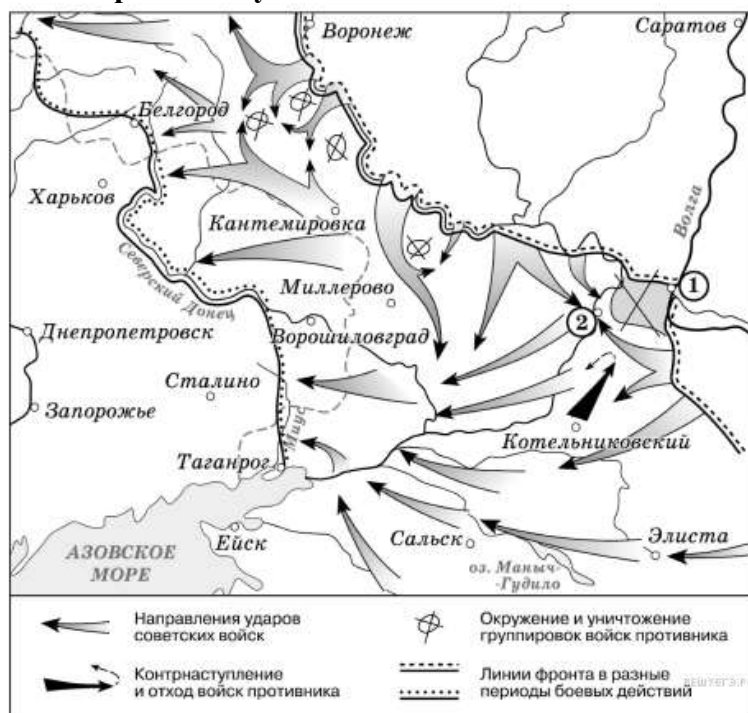 Воронеж
Саратов
Белгород
Волга
Харьков
Кантемировка
Северский Донец
Миллерово
1
2
Днепропетровск
Ворошиловград
Сталино
Запорожье
Миус
Котельниковский
Таганрог
АЗОВСКОЕ
МОРЕ
Ейск
Сальск
Элиста
оз. Маныч-
Гудило
Направления ударов
советских войск
Окружение и уничтожение
группировок войск противника
Контрнаступление
и отход войск противника
Линии фронта в разные
периоды боевых действий